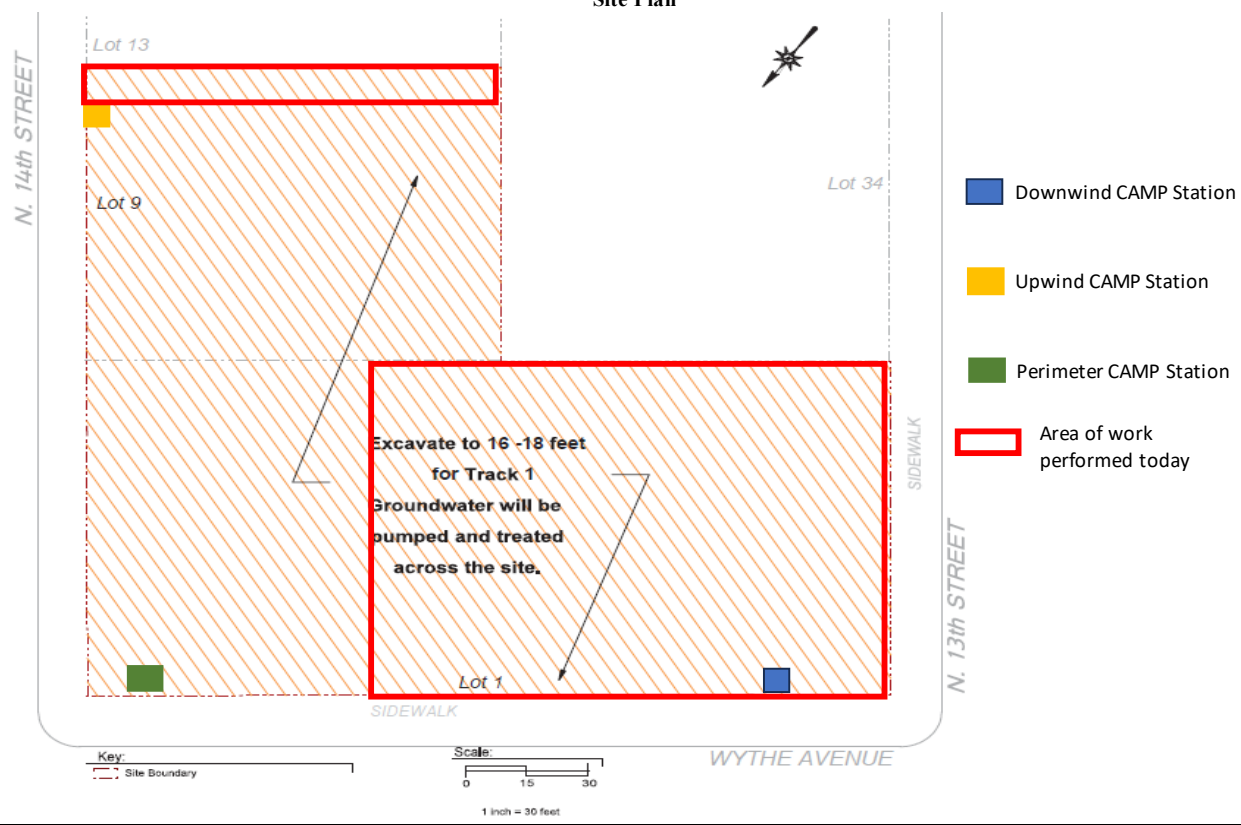 Site Plan
Lot 13
N. 14th STREET
Lot 9
Lot 34
Downwind CAMP Station
Upwind CAMP Station
Perimeter CAMP Station
Area of work
performed today
Excavate to 16 -18 feet
for Track 1
Groundwater will be
pumped and treated
across the site.
SIDEWALK
N. 13th STREET
Lot 1
SIDEWALK
WYTHE AVENUE
Key:
Site Boundary
Scale:
0 15 30
1 inch = 30 feet